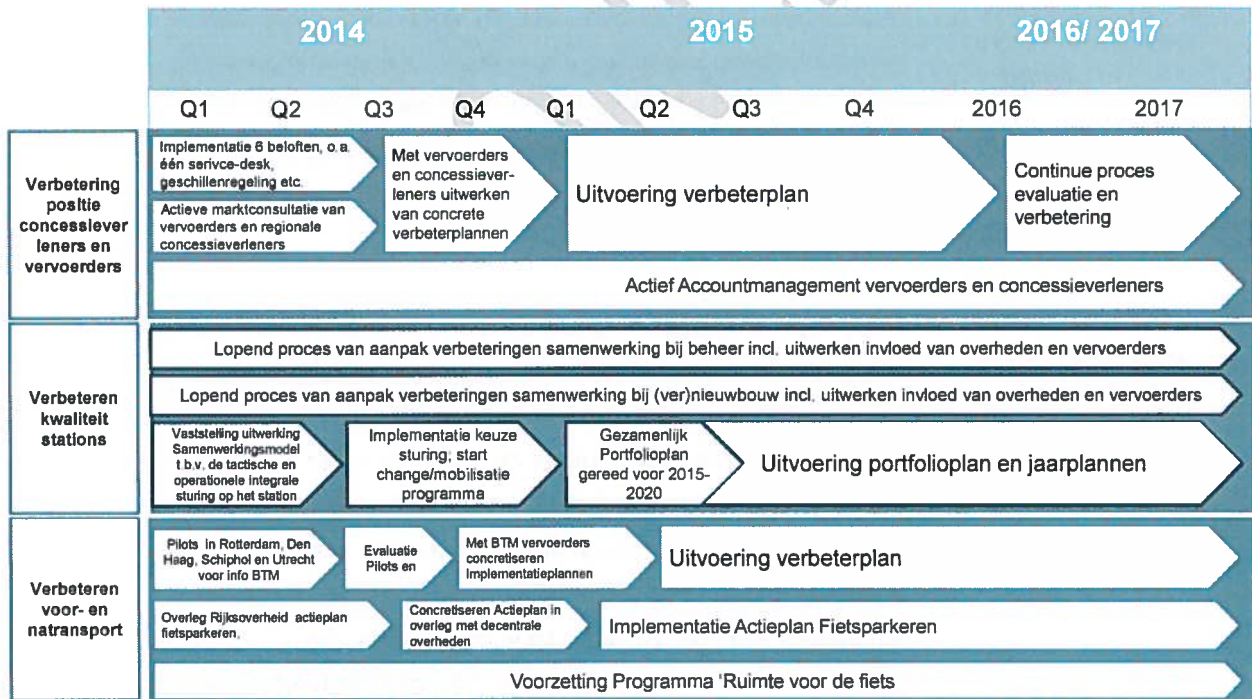 2014 2015 2016/ 2017
Q1 Q2 Q3 Q4 Q1 Q2 Q3 Q4 2016 2017
Verbetering
positie
concessiever
leners en
vervoerders
Implementatie 6 beloften, o.a.
één serivce-desk,
geschillenregeling etc.
Actieve marktconsultatie van
vervoerders en regionale
concessieverleners
Met vervoerders
en concessiever-
leners uitwerken
van concrete
verbeterplannen
Uitvoering verbeterplan
Continue proces
evaluatie en
verbetering
Actief Accountmanagement vervoerders en concessieverleners
Verbeteren
kwaliteit
stations
Lopend proces van aanpak verbeteringen samenwerking bij beheer incl. uitwerken invloed van overheden en vervoerders
Lopend proces van aanpak verbeteringen samenwerking bij (ver)nieuwbouw incl. uitwerken invloed van overheden en vervoerders
Vaststelling uitwerking
Samenwerkingsmodel
t.b.v. de tactische en
operationele integrale
sturing op het station
Implementatie keuze
sturing; start
change/mobilisatie
programma
Gezamenlijk
Portfolioplan
gereed voor 2015-
2020
Uitvoering portfolioplan en jaarplannen
Verbeteren
voor- en
natransport
Pilots in Rotterdam, Den
Haag, Schiphol en Utrecht
voor info BTM
Evaluatie
Pilots en
Met BTM vervoerders
concretiseren
Implementatieplannen
Uitvoering verbeterplan
Overleg Rijksoverheid actieplan
fietsparkeren,
Concretiseren Actieplan in
overleg met decentrale
overheden
Implementatie Actieplan Fietsparkeren
Voorzetting Programma 'Ruimte voor de fiets